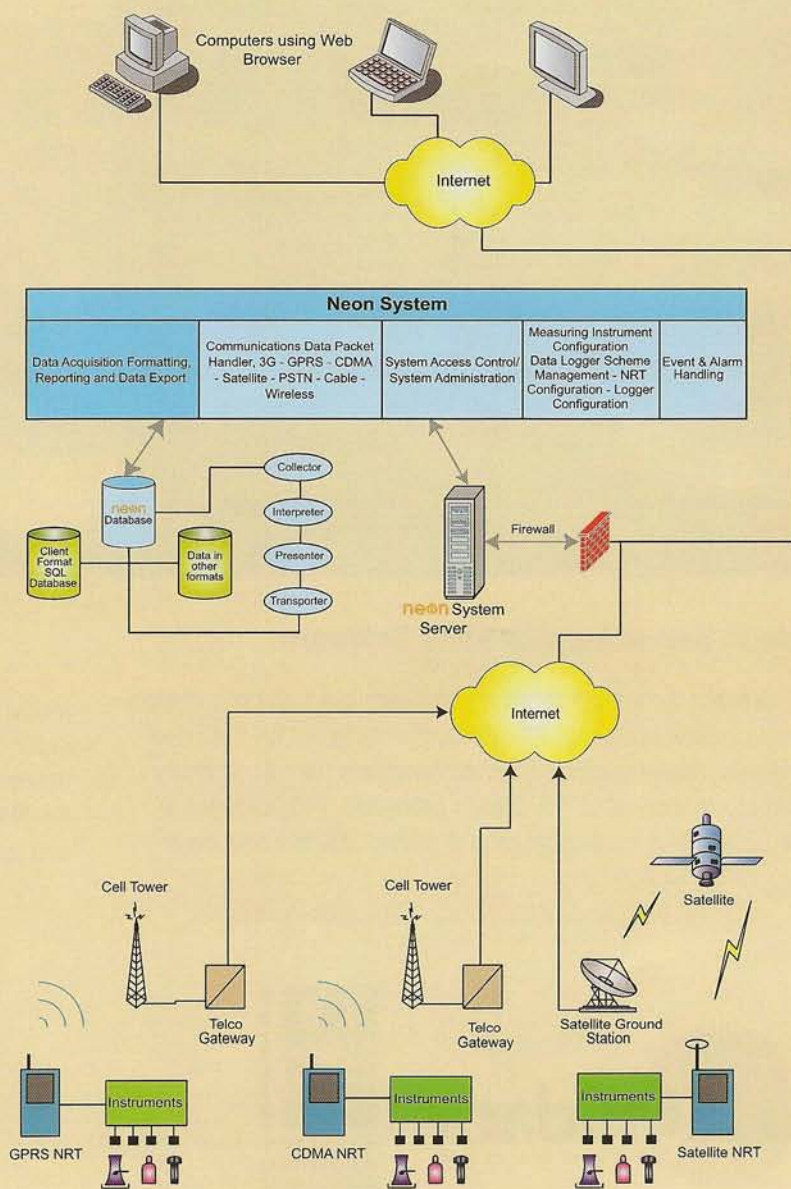 Computers using Web
Browser
Internet
Neon System
Data Acquisition Formatting,
Reporting and Data Export
Communications Data Packet
Handler, 3G - GPRS - CDMA
- Satellite - PSTN - Cable -
Wireless
System Access Control/
System Administration
Measuring Instrument
Configuration
Data Logger Scheme
Management - NRT
Configuration - Logger
Configuration
Event & Alarm
Handling
neon
Database
Client
Format
SQL
Database
Data in
other
formats
Collector
Interpreter
Presenter
Transporter
Firewall
neon System
Server
Internet
Cell Tower
Telco
Gateway
Cell Tower
Telco
Gateway
Satellite
Satellite Ground
Station
GPRS NRT
Instruments
CDMA NRT
Instruments
Instruments
Satellite NRT